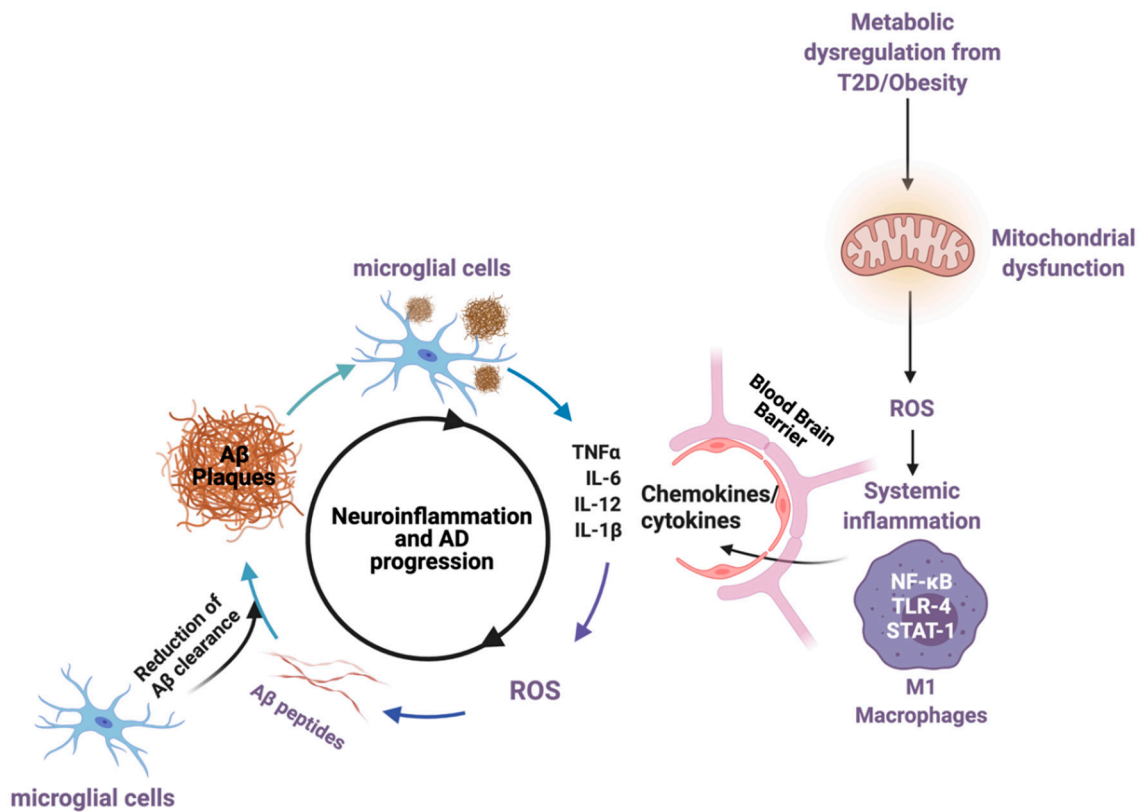 Metabolic
dysregulation from
T2D/Obesity
Mitochondrial
dysfunction
ROS
Systemic
inflammation
NF-κB
TLR-4
STAT-1
M1
Macrophages
Blood Brain
Barrier
Chemokines/
cytokines
microglial cells
TNFα
IL-6
IL-12
IL-1β
Aβ
Plaques
Neuroinflammation
and AD
progression
ROS
Aβ peptides
Reduction of
Aβ clearance
microglial cells